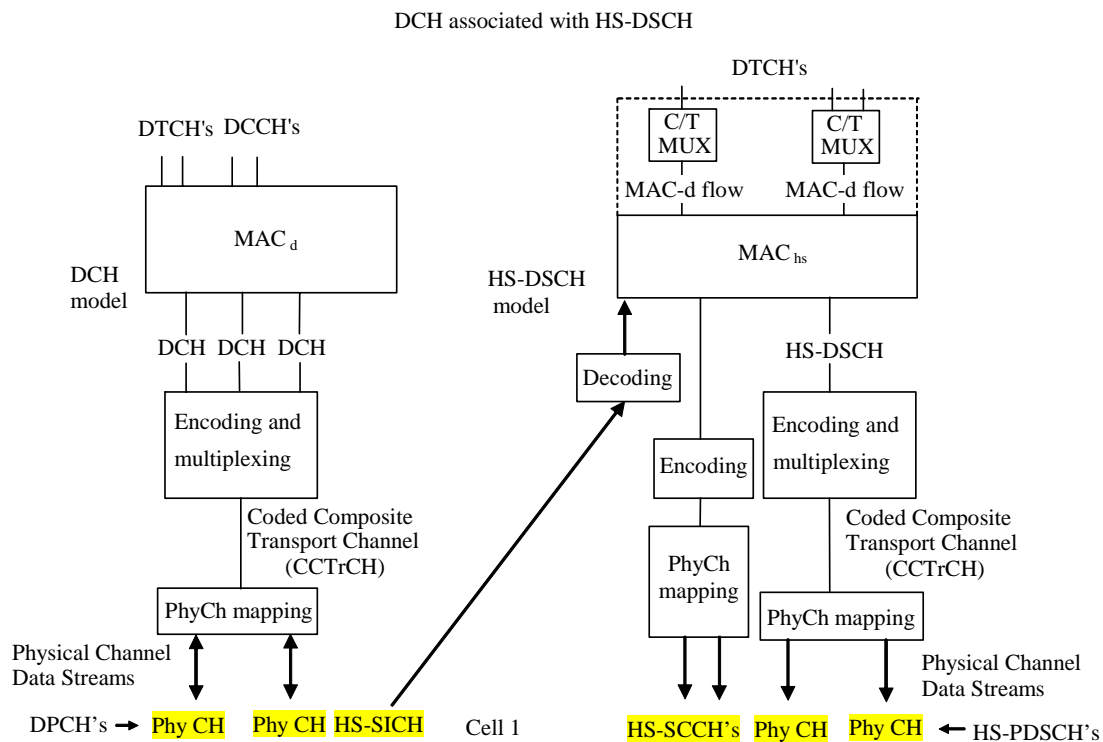 DCH associated with HS-DSCH
DTCH's
C/T
MUX
C/T
MUX
DTCH's DCCH's
MAC-d flow MAC-d flow
MAC d
MAC hs
DCH
model
HS-DSCH
model
DCH DCH DCH
HS-DSCH
Decoding
Encoding and
multiplexing
Encoding
Encoding and
multiplexing
Coded Composite
Transport Channel
(CCTrCH)
Coded Composite
Transport Channel
(CCTrCH)
PhyCh
mapping
PhyCh mapping
PhyCh mapping
Physical Channel
Data Streams
Physical Channel
Data Streams
DPCH's Phy CH Phy CH HS-SICH Cell 1 HS-SCCH's Phy CH Phy CH HS-PDSCH's